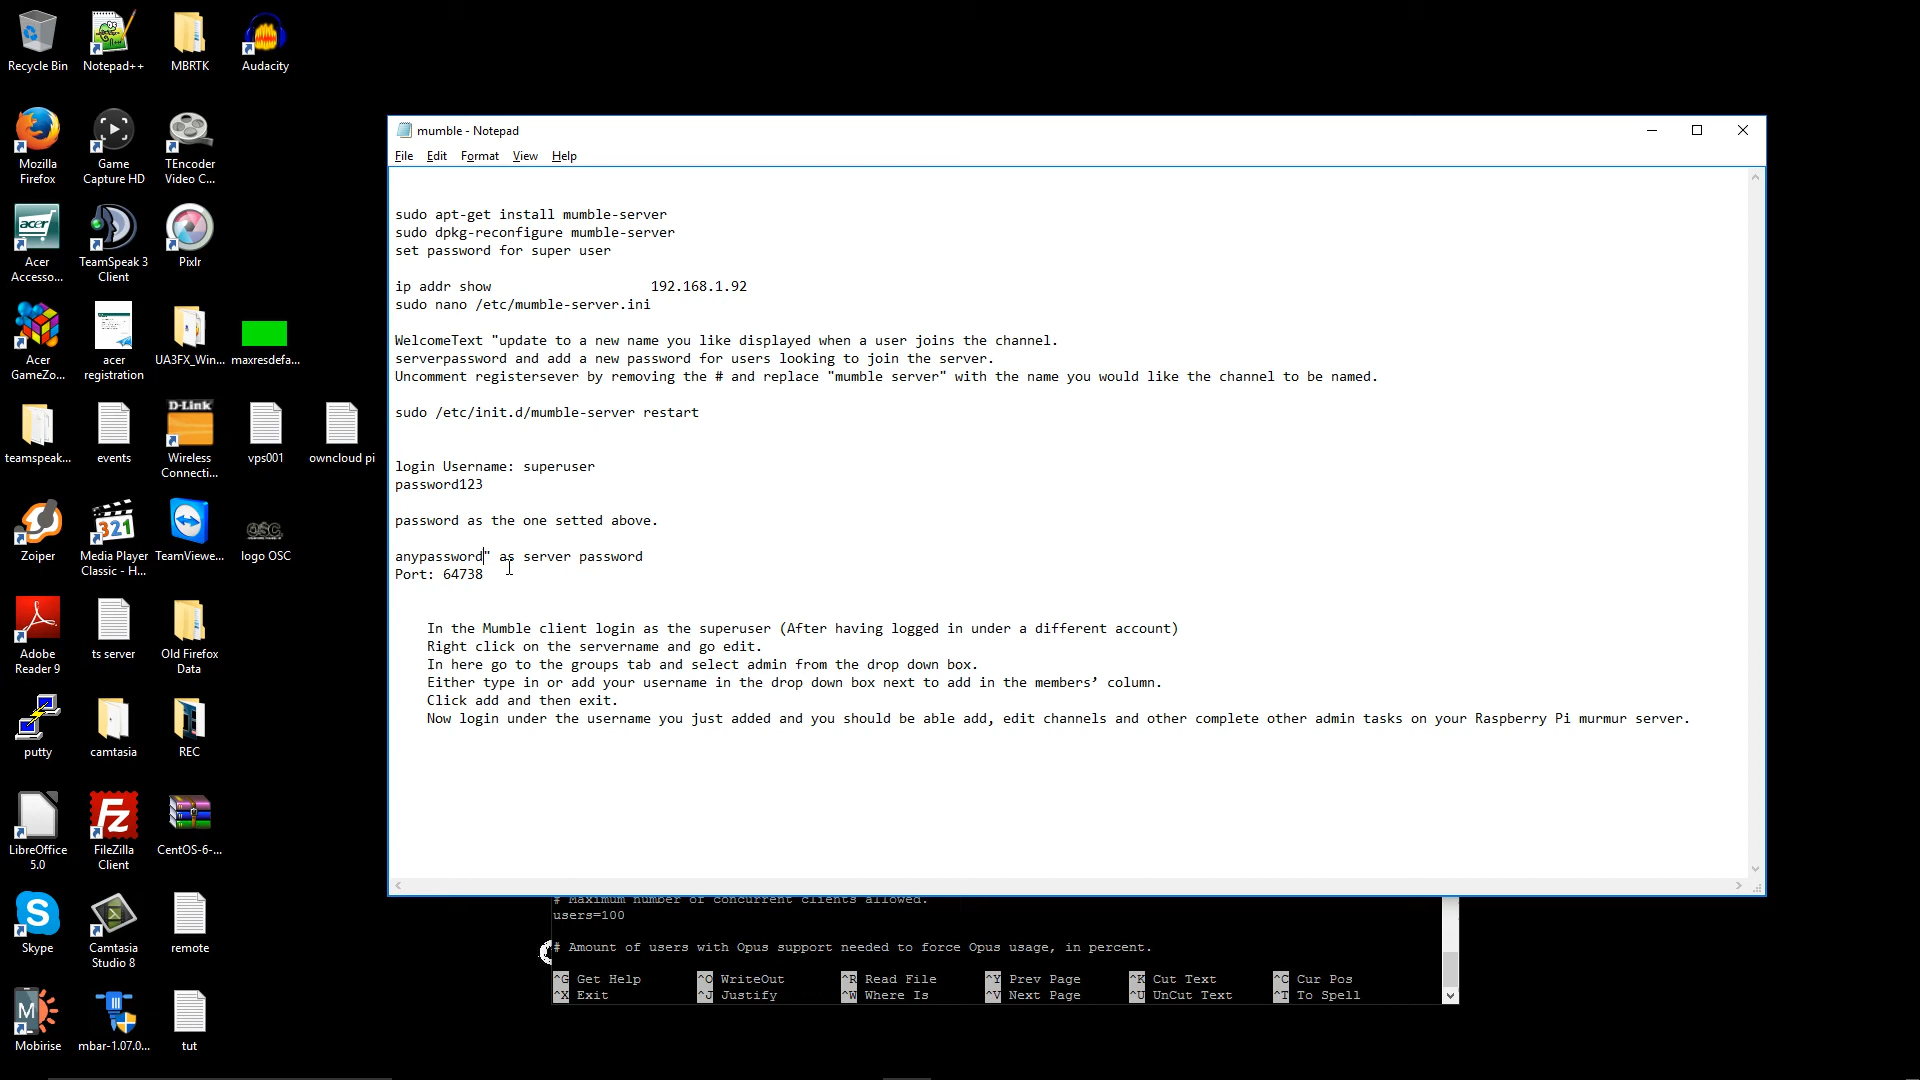 Recycle Bin
Notepad++
MBRTK
Audacity
Mozilla
Firefox
Game
Capture HD
TEncoder
Video C...
acer
Acer
Accesso...
TeamSpeak 3
Client
Pixlr
Acer
GameZo...
acer
registration
UA3FX_Win...
maxresdefa...
teamspeak...
events
D-Link
Wireless
Connecti...
vps001
owncloud pi
Zoiper
321
Media Player
Classic - H...
TeamViewe...
OSC
logo OSC
Adobe
Reader 9
ts server
Old Firefox
Data
putty
camtasia
REC
LibreOffice
5.0
Fz
FileZilla
Client
CentOS-6-...
S
Skype
Camtasia
Studio 8
remote
M
Mobirise
mbar-1.07.0...
tut
mumble - Notepad
File Edit Format View Help
sudo apt-get install mumble-server
sudo dpkg-reconfigure mumble-server
set password for super user
ip addr show 192.168.1.92
sudo nano /etc/mumble-server.ini
WelcomeText "update to a new name you like displayed when a user joins the channel.
serverpassword and add a new password for users looking to join the server.
Uncomment registersever by removing the # and replace "mumble server" with the name you would like the channel to be named.
sudo /etc/init.d/mumble-server restart
login Username: superuser
password123
password as the one setted above.
anypassword" as server password
Port: 64738
In the Mumble client login as the superuser (After having logged in under a different account)
Right click on the servername and go edit.
In here go to the groups tab and select admin from the drop down box.
Either type in or add your username in the drop down box next to add in the members’ column.
Click add and then exit.
Now login under the username you just added and you should be able add, edit channels and other complete other admin tasks on your Raspberry Pi murmur server.
# Maximum number of concurrent clients allowed.
users=100
# Amount of users with Opus support needed to force Opus usage, in percent.
^G Get Help ^O WriteOut ^R Read File ^Y Prev Page ^K Cut Text ^C Cur Pos
^X Exit ^J Justify ^W Where Is ^V Next Page ^U UnCut Text ^T To Spell